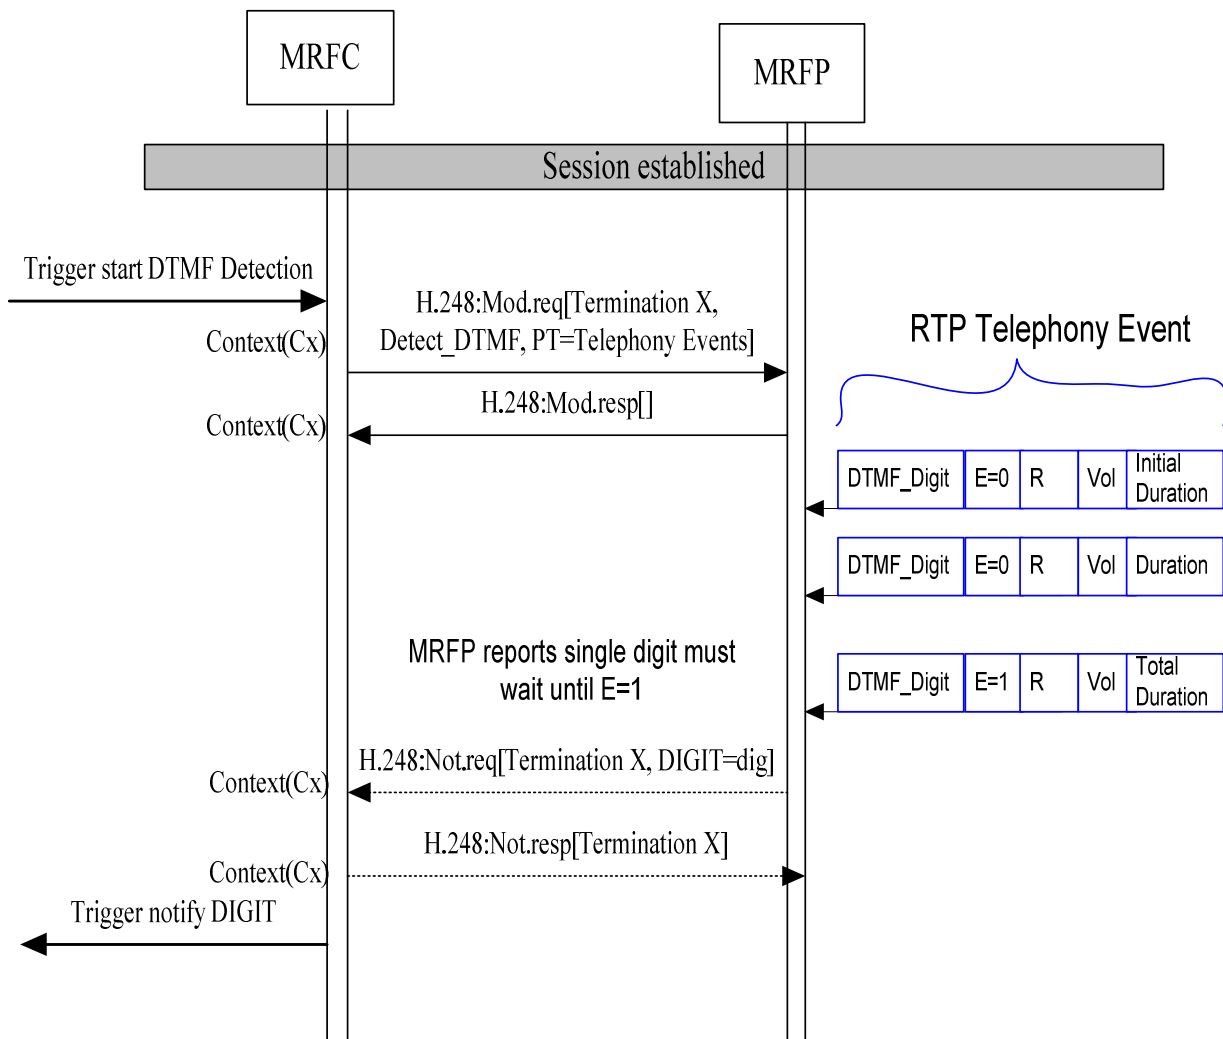 MRFC
MRFP
Session established
Trigger start DTMF Detection
H.248:Mod.req[Termination X,
Detect_DTMF, PT=Telephony Events]
Context(Cx)
RTP Telephony Event
H.248:Mod.resp[]
Context(Cx)
DTMF_Digit E=0 R Vol Initial
Duration
DTMF_Digit E=0 R Vol Duration
MRFP reports single digit must
wait until E=1
DTMF_Digit E=1 R Vol Total
Duration
H.248:Not.req[Termination X, DIGIT=dig]
Context(Cx)
H.248:Not.resp[Termination X]
Context(Cx)
Trigger notify DIGIT